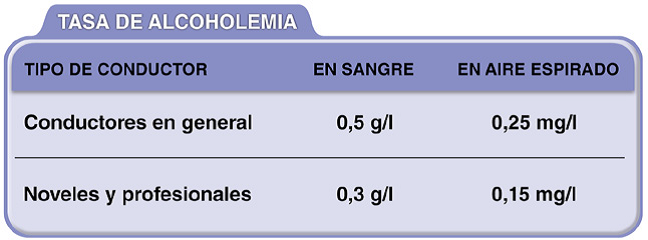 TASA DE ALCOHOLEMIA
TIPO DE CONDUCTOR EN SANGRE EN AIRE ESPIRADO
Conductores en general 0,5 g/l 0,25 mg/l
Noveles y profesionales 0,3 g/l 0,15 mg/l